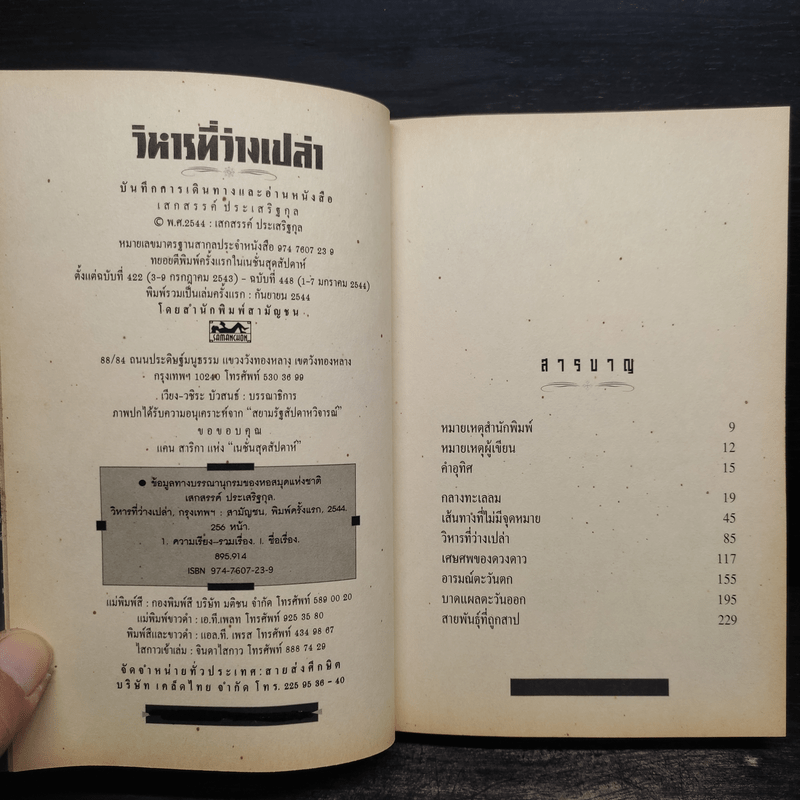 วิหารที่ว่างเปล่า
บันทึกการเดินทางและอ่านหนังสือ
เสกสรรค์ ประเสริฐกุล
© พ.ศ.2544 : เสกสรรค์ ประเสริฐกุล
หมายเลขมาตรฐานสากลประจำหนังสือ 974 7607 23 9
ทยอยตีพิมพ์ครั้งแรกในเนชั่นสุดสัปดาห์
ตั้งแต่ฉบับที่ 422 (3-9 กรกฎาคม 2543) - ฉบับที่ 448 (1-7 มกราคม 2544)
พิมพ์รวมเป็นเล่มครั้งแรก : กันยายน 2544
โดยสำนักพิมพ์สามัญชน
SAMANCHON
88/84 ถนนประดิษฐ์มนูธรรม แขวงวังทองหลาง เขตวังทองหลาง
กรุงเทพฯ 10240 โทรศัพท์ 530 36 99
เวียง-วชิระ บัวสนธ์ : บรรณาธิการ
ภาพปกได้รับความอนุเคราะห์จาก "สยามรัฐสัปดาหวิจารณ์"
ขอขอบคุณ
แคน สาริกา แห่ง "เนชั่นสุดสัปดาห์"
● ข้อมูลทางบรรณานุกรมของหอสมุดแห่งชาติ
เสกสรรค์ ประเสริฐกุล.
วิหารที่ว่างเปล่า, กรุงเทพฯ : สามัญชน, พิมพ์ครั้งแรก, 2544.
256 หน้า.
1. ความเรียง-รวมเรื่อง. I. ชื่อเรื่อง.
895.914
ISBN 974-7607-23-9
แม่พิมพ์สี : กองพิมพ์สี บริษัท มติชน จำกัด โทรศัพท์ 589 00 20
แม่พิมพ์ขาวดำ : เอ.ที.เพลท โทรศัพท์ 925 35 80
พิมพ์สีและขาวดำ : แอล.ที. เพรส โทรศัพท์ 434 98 67
ไสกาวเข้าเล่ม : จินดาไสกาว โทรศัพท์ 888 74 29
จัดจำหน่ายทั่วประเทศ : สายส่งศึกษิต
บริษัท เคล็ดไทย จำกัด โทร. 225 95 36-40
สารบาญ
หมายเหตุสำนักพิมพ์ 9
หมายเหตุผู้เขียน 12
คำอุทิศ 15
กลางทะเลลม 19
เส้นทางที่ไม่มีจุดหมาย 45
วิหารที่ว่างเปล่า 85
เศษศพของดวงดาว 117
อารมณ์ตะวันตก 155
บาดแผลตะวันออก 195
สายพันธุ์ที่ถูกสาป 229